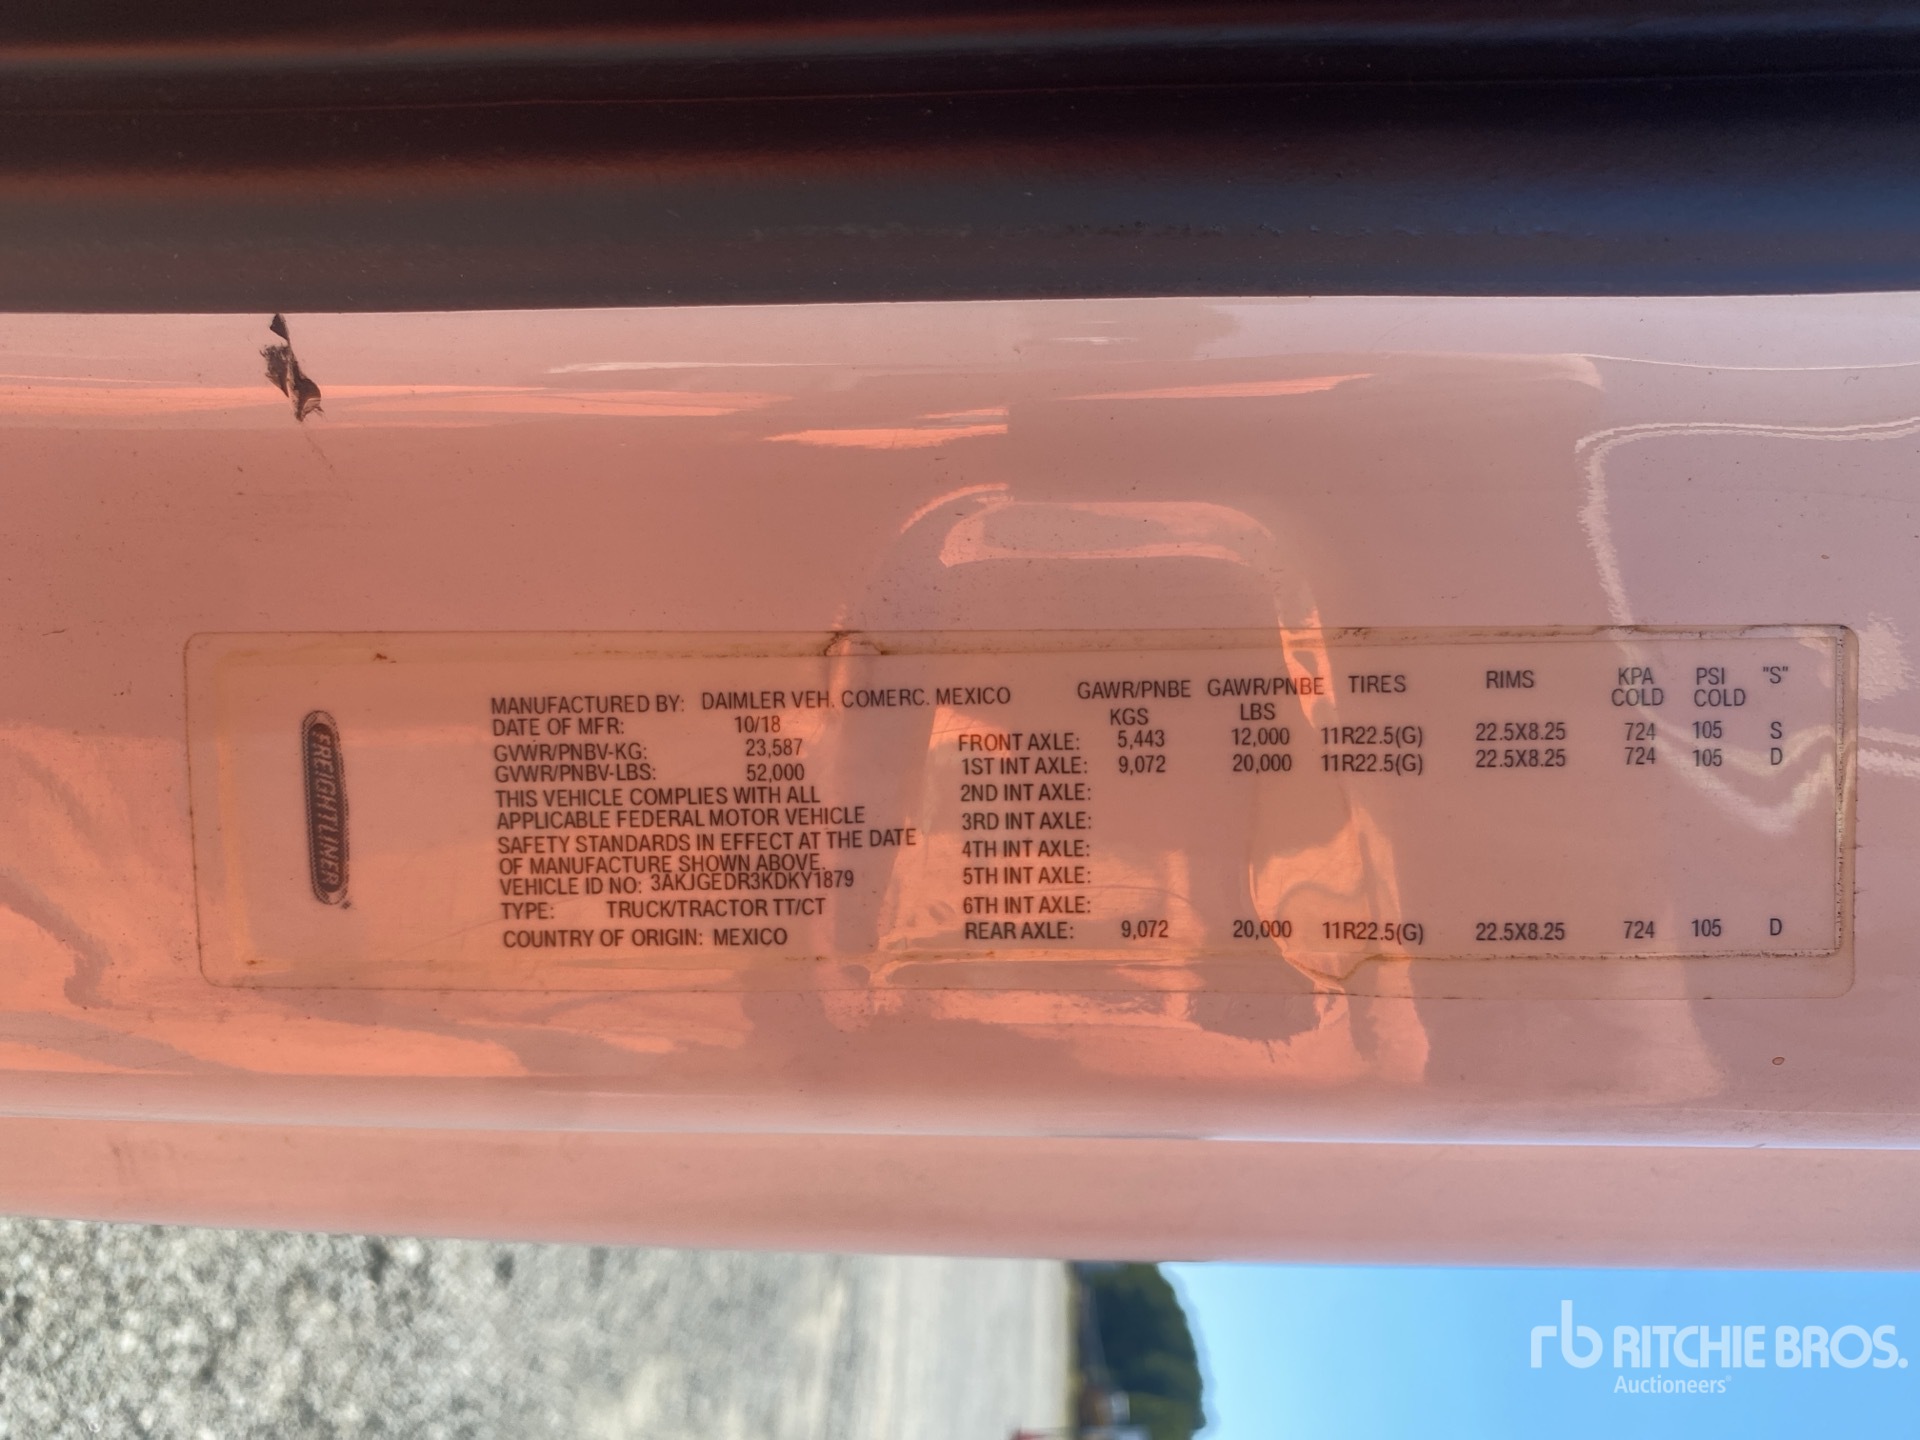 FREIGHTLINER
MANUFACTURED BY: DAIMLER VEH. COMERC. MEXICO
DATE OF MFR: 10/18
GVWR/PNBV-KG: 23,587
GVWR/PNBV-LBS: 52,000
THIS VEHICLE COMPLIES WITH ALL
APPLICABLE FEDERAL MOTOR VEHICLE
SAFETY STANDARDS IN EFFECT AT THE DATE
OF MANUFACTURE SHOWN ABOVE.
VEHICLE ID NO: 3AKJGEDR3KDKY1879
TYPE: TRUCK/TRACTOR TT/CT
COUNTRY OF ORIGIN: MEXICO
GAWR/PNBE GAWR/PNBE TIRES RIMS KPA PSI "S"
KGS LBS COLD COLD
FRONT AXLE: 5,443 12,000 11R22.5(G) 22.5X8.25 724 105 S
1ST INT AXLE: 9,072 20,000 11R22.5(G) 22.5X8.25 724 105 D
2ND INT AXLE:
3RD INT AXLE:
4TH INT AXLE:
5TH INT AXLE:
6TH INT AXLE:
REAR AXLE: 9,072 20,000 11R22.5(G) 22.5X8.25 724 105 D
rb RITCHIE BROS.
Auctioneers